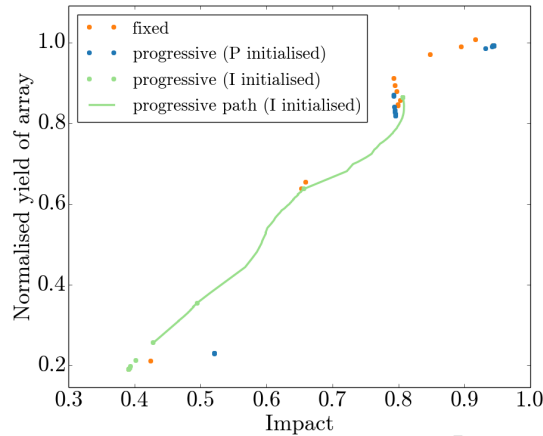 fixed
progressive (P initialised)
progressive (I initialised)
progressive path (I initialised)
Normalised yield of array
1.0
0.8
0.6
0.4
0.2
0.3 0.4 0.5 0.6 0.7 0.8 0.9 1.0
Impact